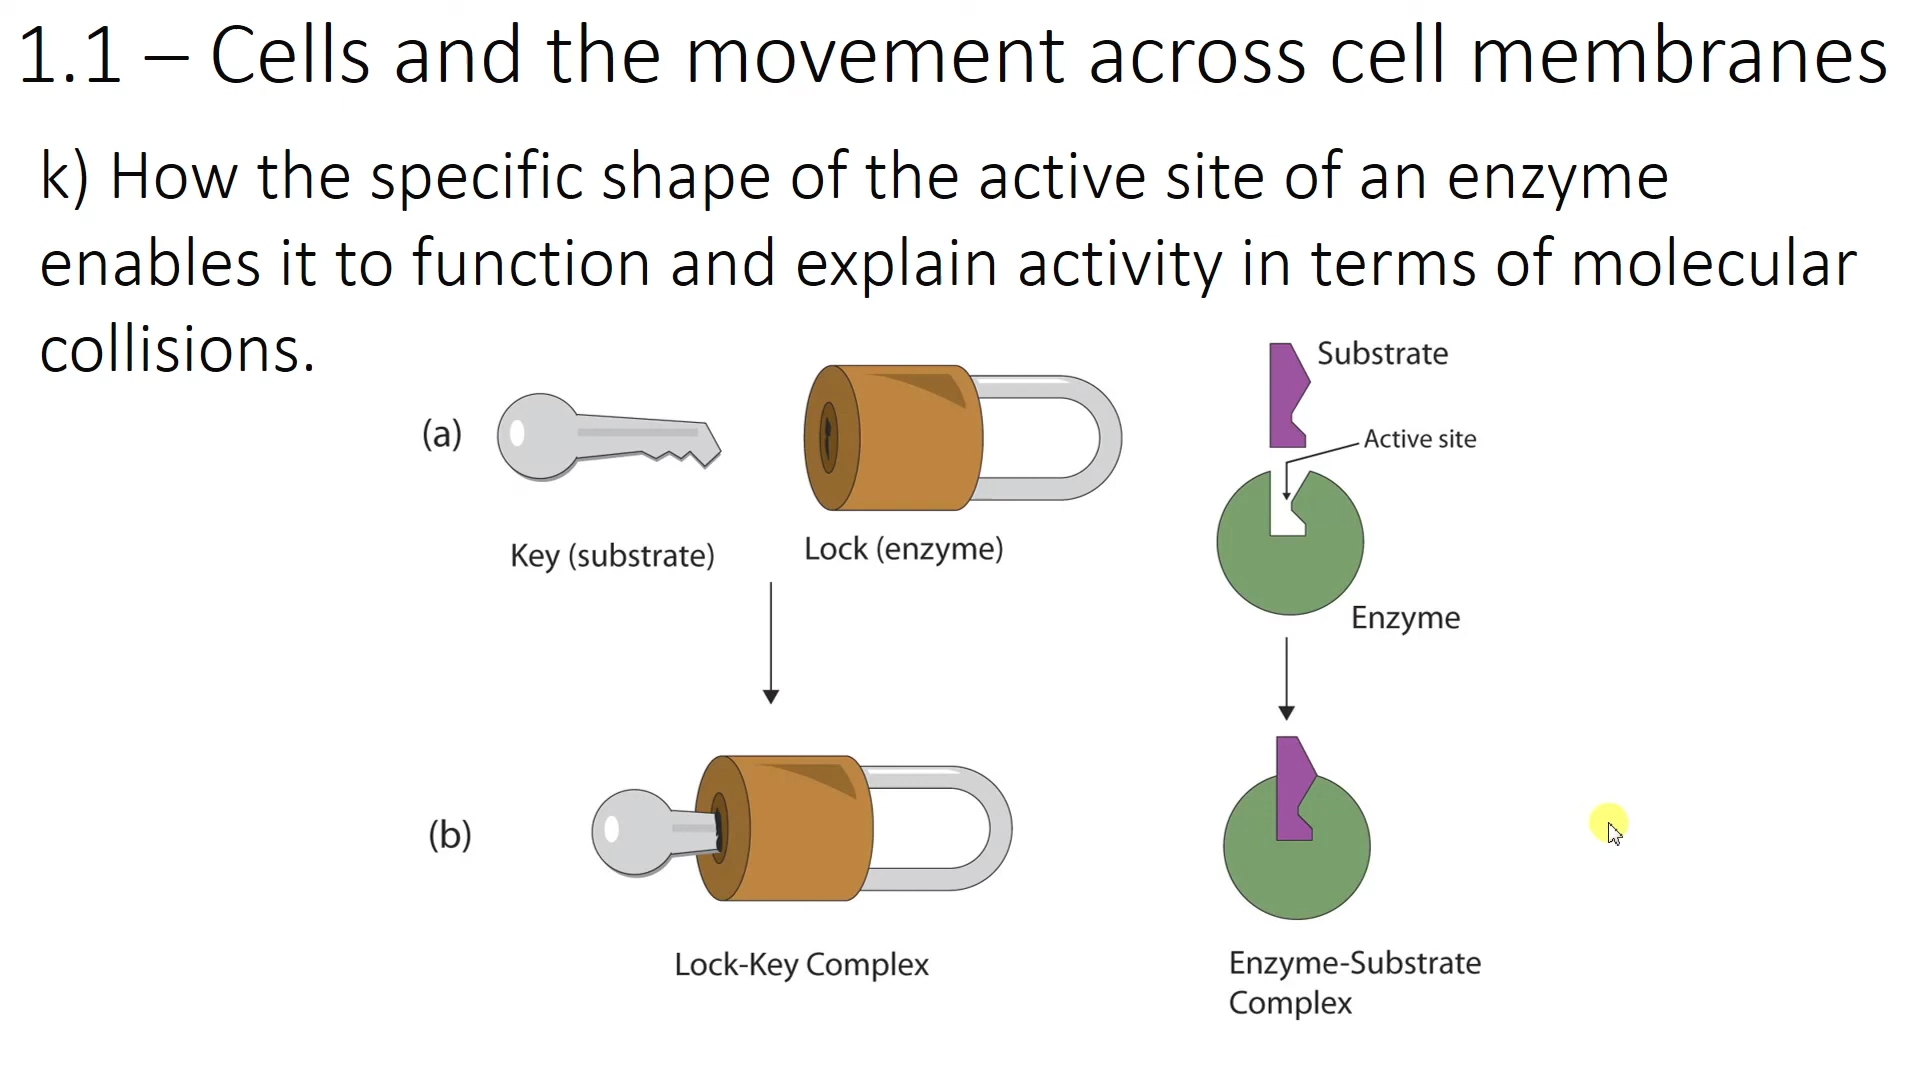 1.1 – Cells and the movement across cell membranes
k) How the specific shape of the active site of an enzyme
enables it to function and explain activity in terms of molecular
collisions.
Substrate
(a)
Active site
Key (substrate)
Lock (enzyme)
Enzyme
(b)
Lock-Key Complex
Enzyme-Substrate
Complex